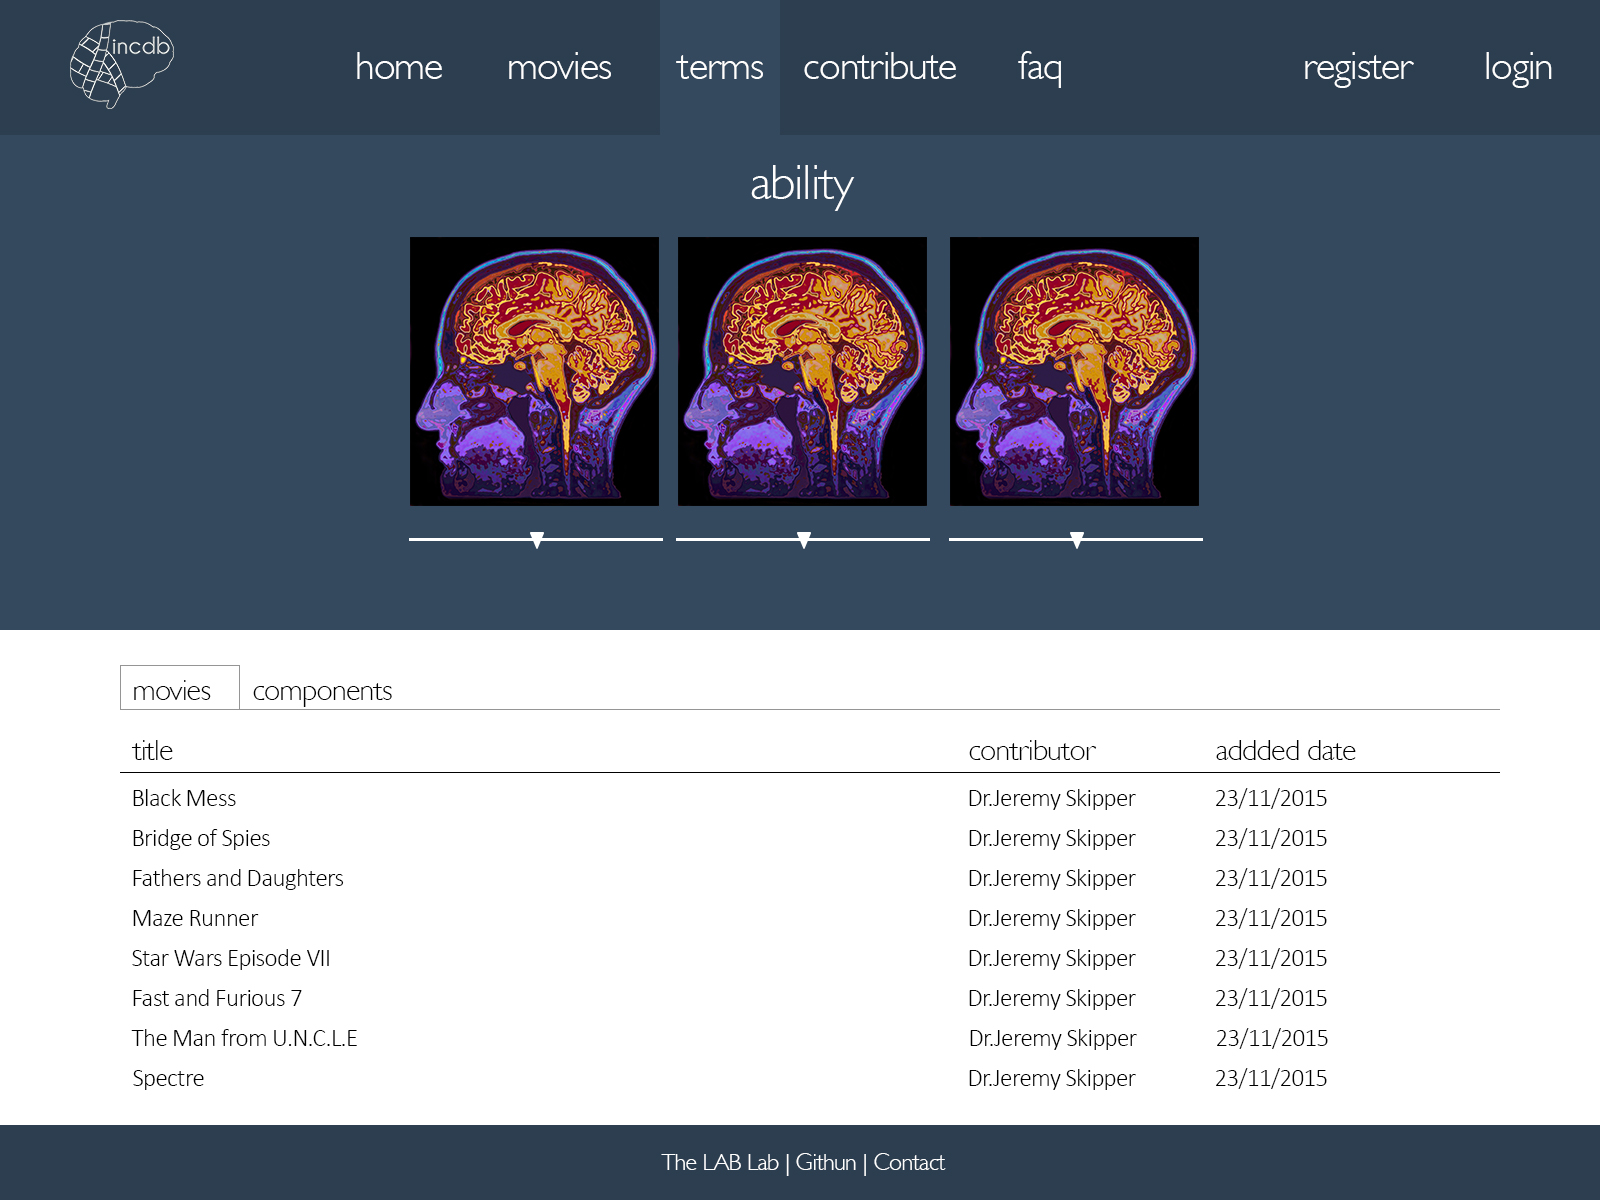 incdb
home movies terms contribute faq register login
ability
movies components
title contributor addded date
Black Mess Dr.Jeremy Skipper 23/11/2015
Bridge of Spies Dr.Jeremy Skipper 23/11/2015
Fathers and Daughters Dr.Jeremy Skipper 23/11/2015
Maze Runner Dr.Jeremy Skipper 23/11/2015
Star Wars Episode VII Dr.Jeremy Skipper 23/11/2015
Fast and Furious 7 Dr.Jeremy Skipper 23/11/2015
The Man from U.N.C.L.E Dr.Jeremy Skipper 23/11/2015
Spectre Dr.Jeremy Skipper 23/11/2015
The LAB Lab | Githun | Contact